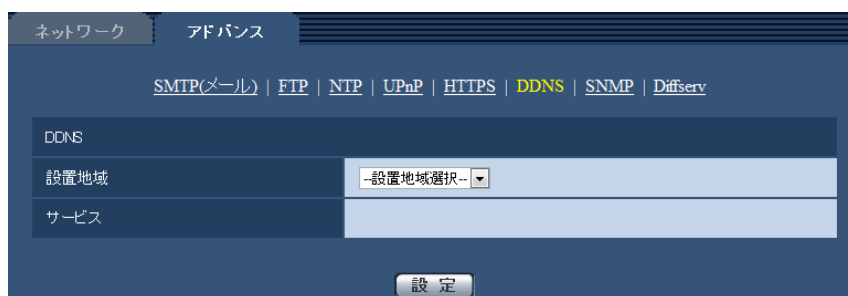 ネットワーク アドバンス
SMTP(メール) | FTP | NTP | UPnP | HTTPS | DDNS | SNMP | Diffserv
DDNS
設置地域 --設置地域選択--
サービス
設 定